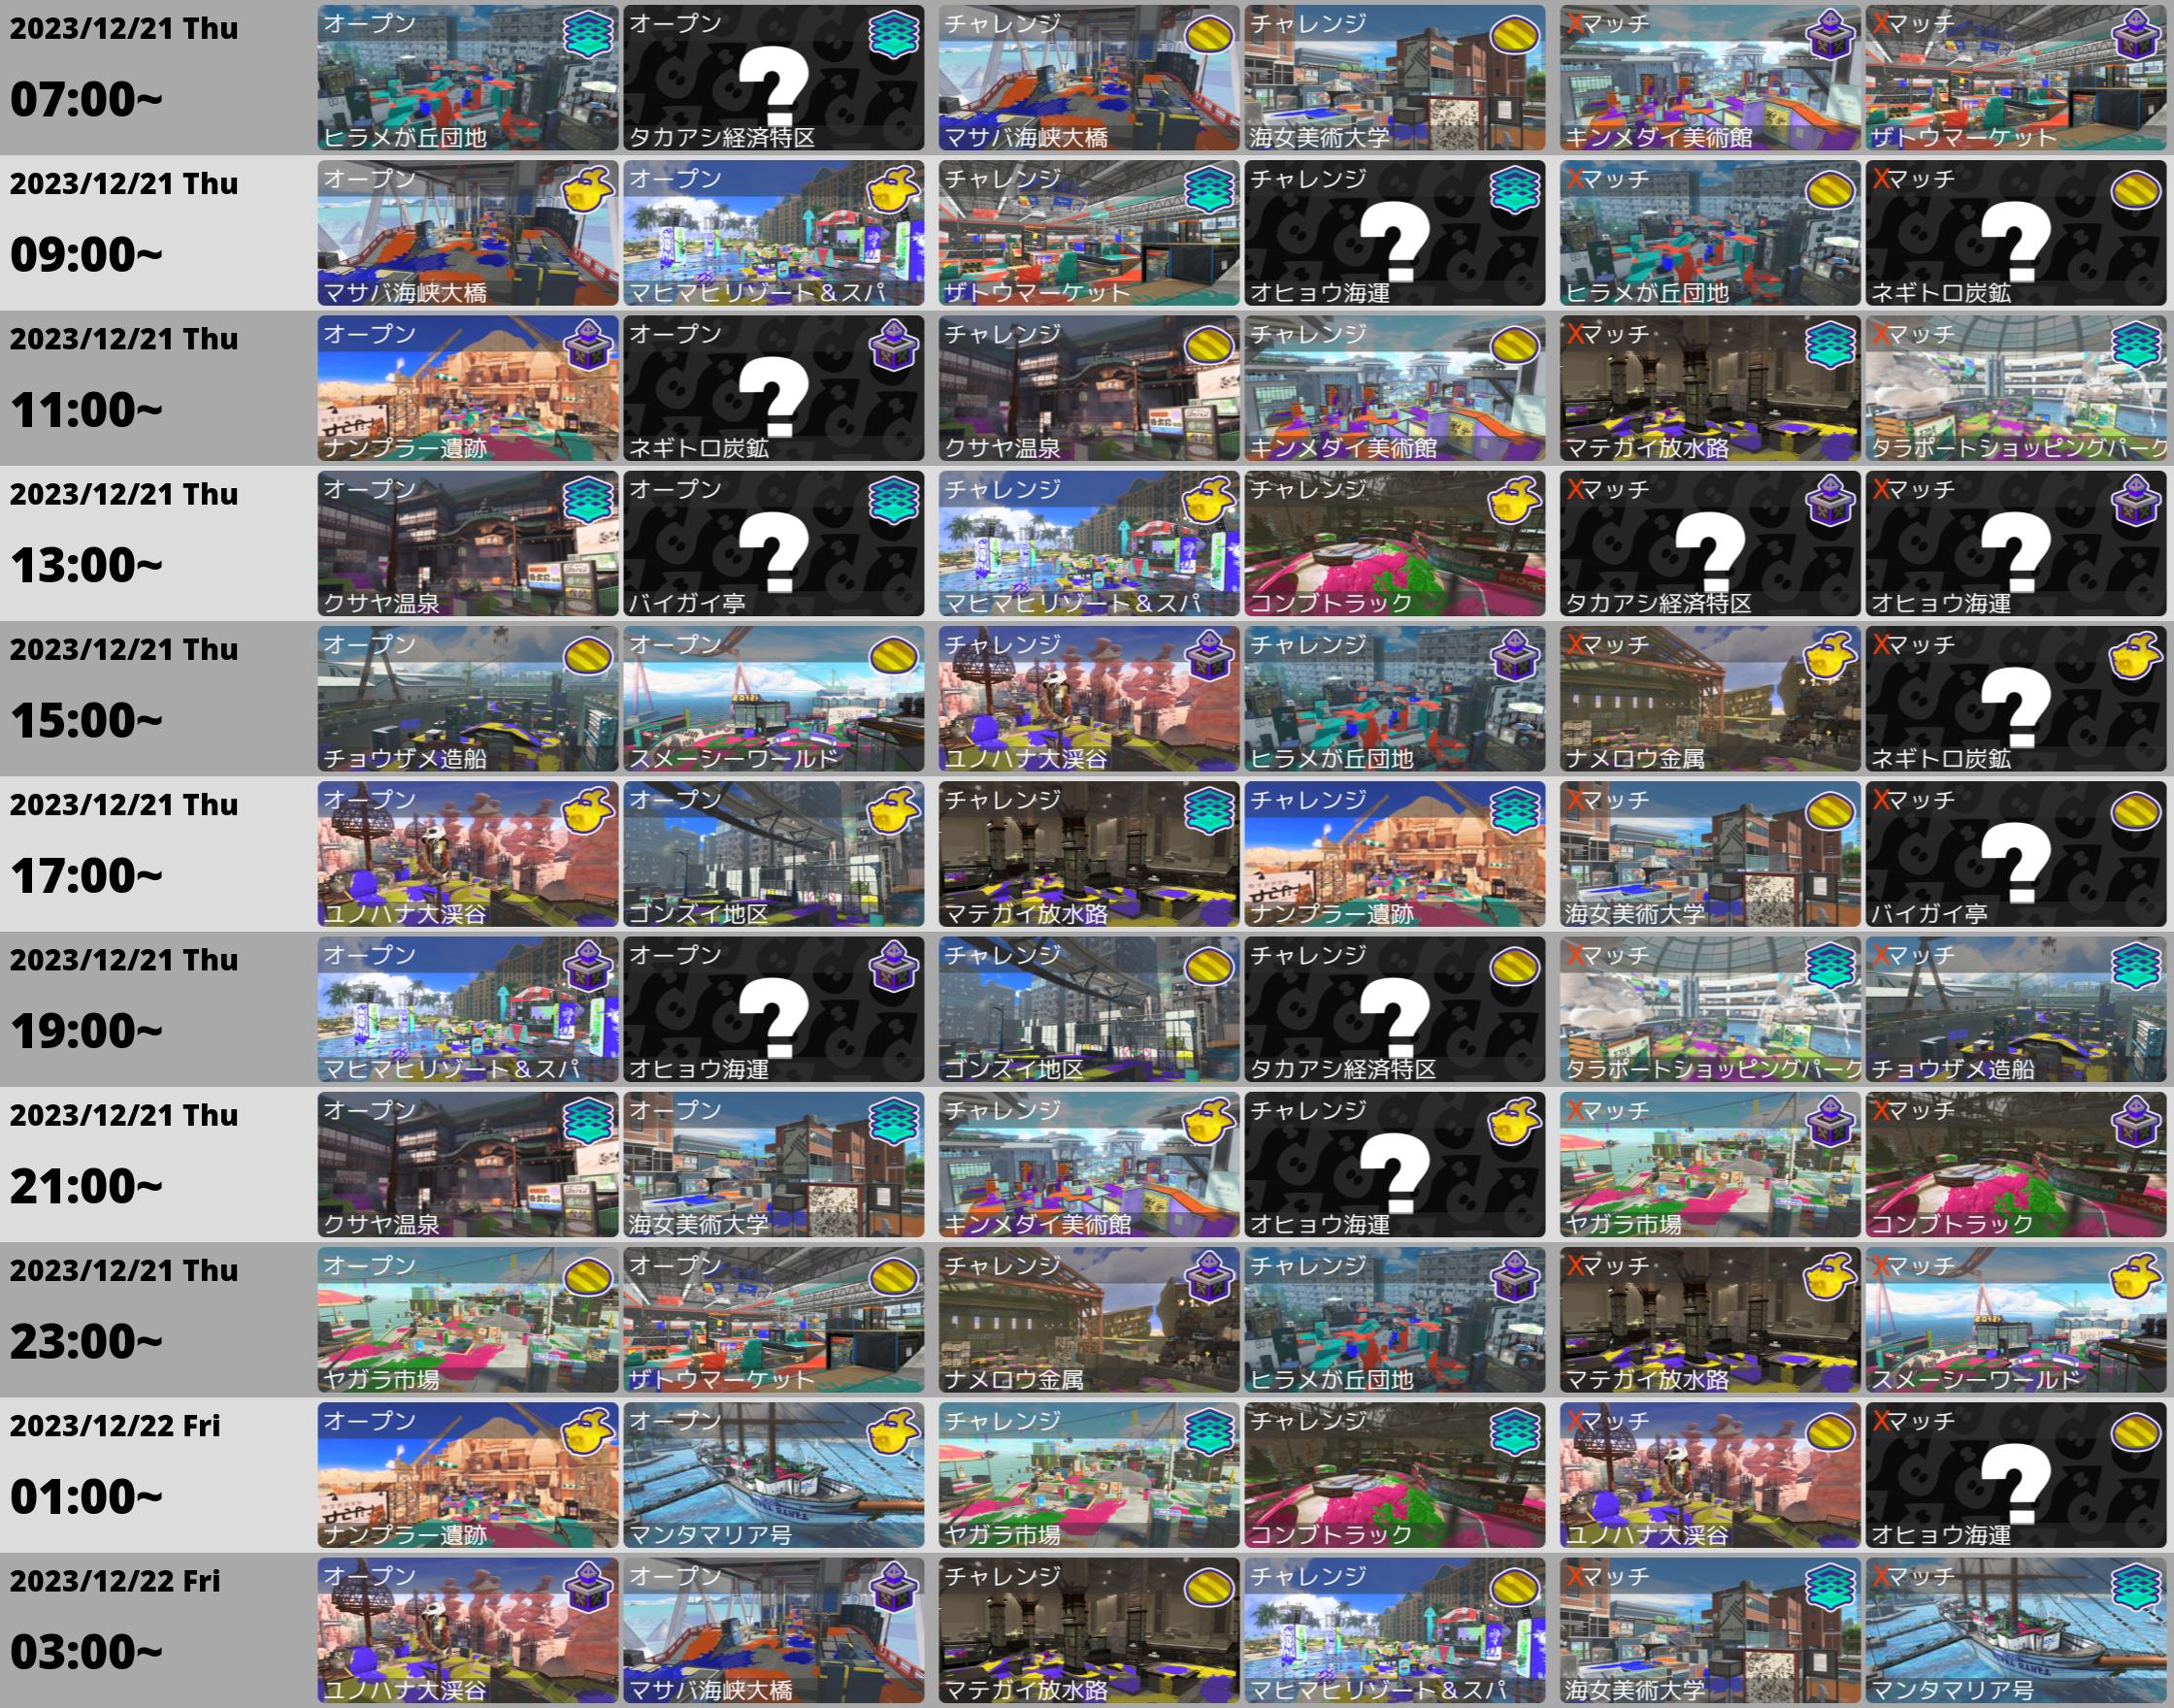 2023/12/21 Thu
07:00~
オープン
ヒラメが丘団地
オープン
タカアシ経済特区
チャレンジ
マサバ海峡大橋
チャレンジ
海女美術大学
Xマッチ
キンメダイ美術館
Xマッチ
ザトウマーケット
2023/12/21 Thu
09:00~
オープン
マサバ海峡大橋
オープン
マヒマヒリゾート&スパ
チャレンジ
ザトウマーケット
チャレンジ
オヒョウ海運
Xマッチ
ヒラメが丘団地
Xマッチ
ネギトロ炭鉱
2023/12/21 Thu
11:00~
オープン
ナンプラー遺跡
オープン
ネギトロ炭鉱
チャレンジ
クサヤ温泉
チャレンジ
キンメダイ美術館
Xマッチ
マテガイ放水路
Xマッチ
タラポートショッピングパーク
2023/12/21 Thu
13:00~
オープン
クサヤ温泉
オープン
バイガイ亭
チャレンジ
マヒマヒリゾート&スパ
チャレンジ
コンブトラック
Xマッチ
タカアシ経済特区
Xマッチ
オヒョウ海運
2023/12/21 Thu
15:00~
オープン
チョウザメ造船
オープン
スメーシーワールド
チャレンジ
ユノハナ大渓谷
チャレンジ
ヒラメが丘団地
Xマッチ
ナメロウ金属
Xマッチ
ネギトロ炭鉱
2023/12/21 Thu
17:00~
オープン
ユノハナ大渓谷
オープン
ゴンズイ地区
チャレンジ
マテガイ放水路
チャレンジ
ナンプラー遺跡
Xマッチ
海女美術大学
Xマッチ
バイガイ亭
2023/12/21 Thu
19:00~
オープン
マヒマヒリゾート&スパ
オープン
オヒョウ海運
チャレンジ
ゴンズイ地区
チャレンジ
タカアシ経済特区
Xマッチ
タラポートショッピングパーク
Xマッチ
チョウザメ造船
2023/12/21 Thu
21:00~
オープン
クサヤ温泉
オープン
海女美術大学
チャレンジ
キンメダイ美術館
チャレンジ
オヒョウ海運
Xマッチ
ヤガラ市場
Xマッチ
コンブトラック
2023/12/21 Thu
23:00~
オープン
ヤガラ市場
オープン
ザトウマーケット
チャレンジ
ナメロウ金属
チャレンジ
ヒラメが丘団地
Xマッチ
マテガイ放水路
Xマッチ
スメーシーワールド
2023/12/22 Fri
01:00~
オープン
ナンプラー遺跡
オープン
マンタマリア号
チャレンジ
ヤガラ市場
チャレンジ
コンブトラック
Xマッチ
ユノハナ大渓谷
Xマッチ
オヒョウ海運
2023/12/22 Fri
03:00~
オープン
ユノハナ大渓谷
オープン
マサバ海峡大橋
チャレンジ
マテガイ放水路
チャレンジ
マヒマヒリゾート&スパ
Xマッチ
海女美術大学
Xマッチ
マンタマリア号